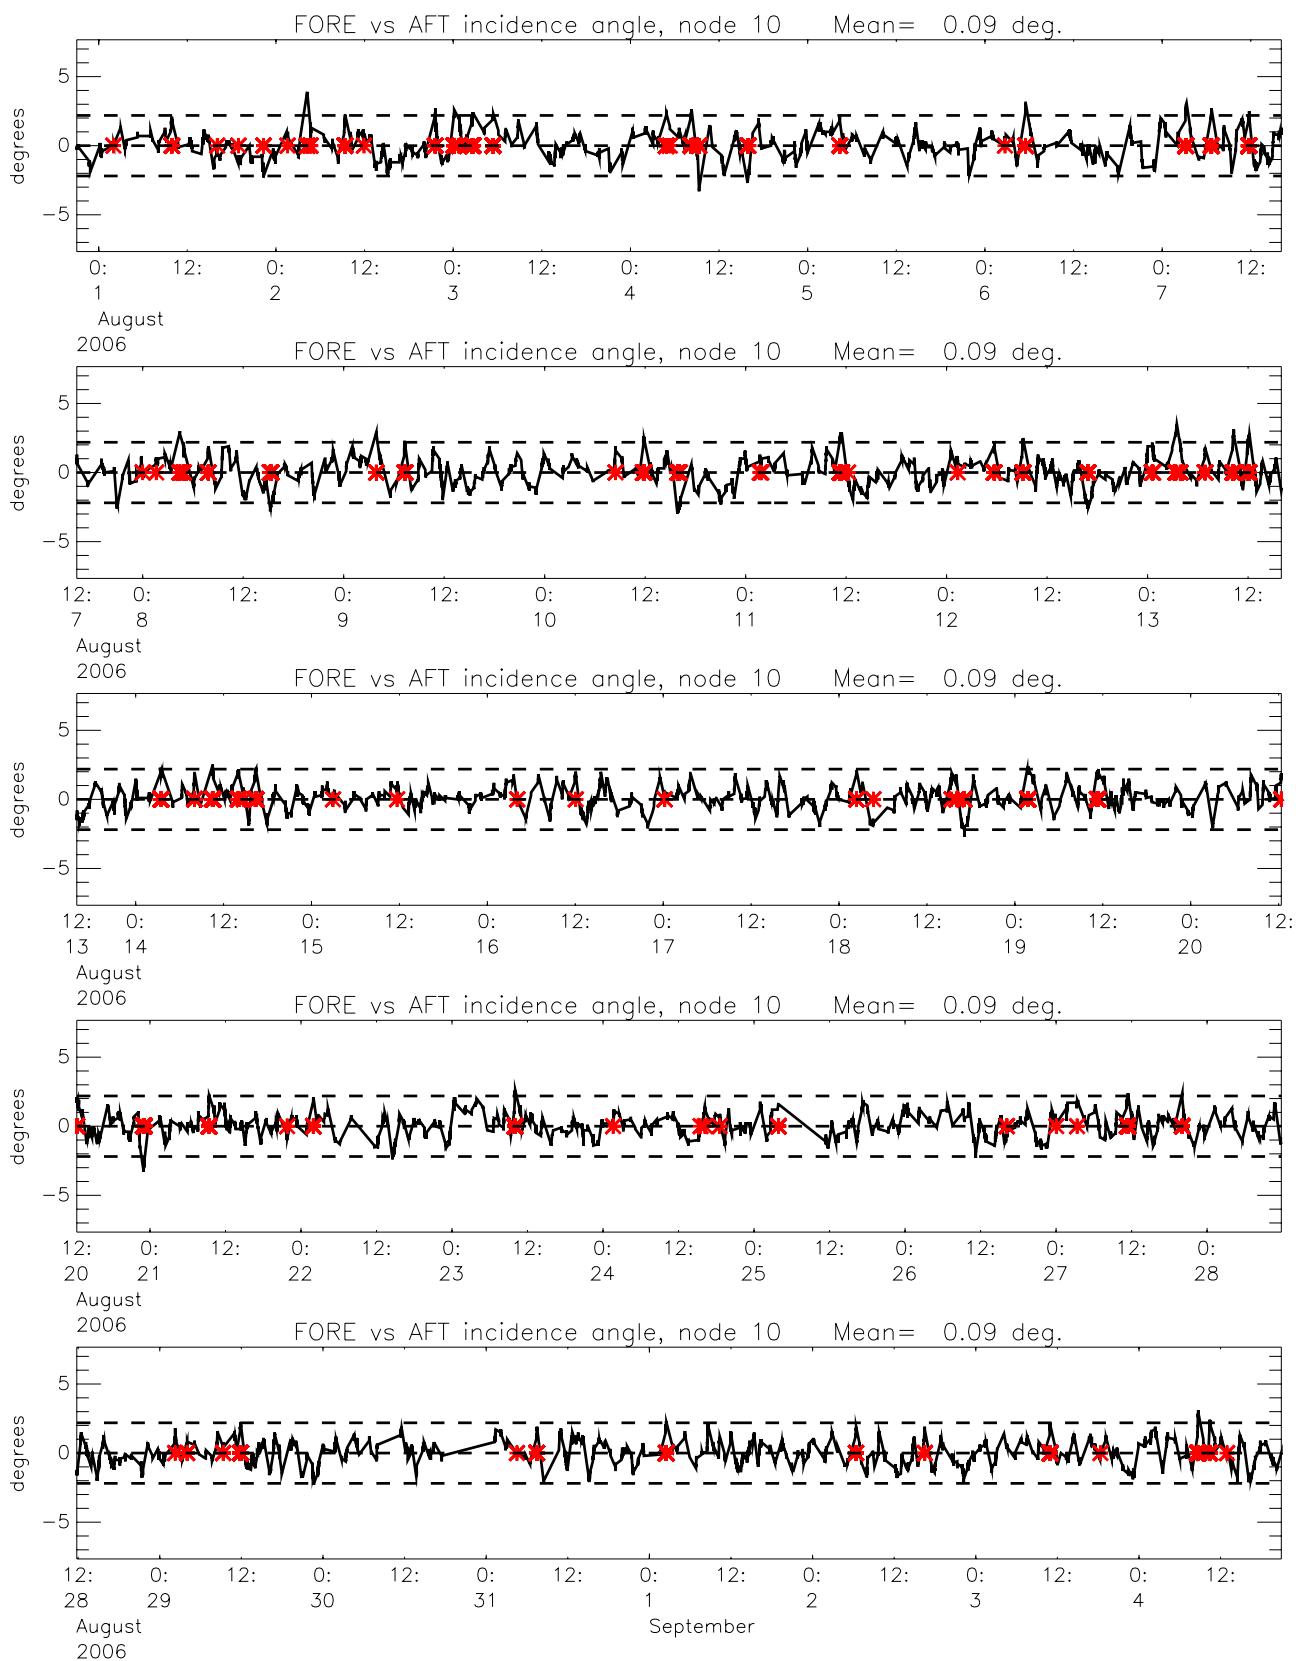 FORE vs AFT incidence angle, node 10 Mean= 0.09 deg.
degrees
5
0
−5
0: 12: 0: 12: 0: 12: 0: 12: 0: 12: 0: 12: 0: 12:
1 2 3 4 5 6 7
August
2006
FORE vs AFT incidence angle, node 10 Mean= 0.09 deg.
degrees
5
0
−5
12: 0: 12: 0: 12: 0: 12: 0: 12: 0: 12: 0: 12:
7 8 9 10 11 12 13
August
2006
FORE vs AFT incidence angle, node 10 Mean= 0.09 deg.
degrees
5
0
−5
12: 0: 12: 0: 12: 0: 12: 0: 12: 0: 12: 0: 12: 0: 12:
13 14 15 16 17 18 19 20
August
2006
FORE vs AFT incidence angle, node 10 Mean= 0.09 deg.
degrees
5
0
−5
12: 0: 12: 0: 12: 0: 12: 0: 12: 0: 12: 0: 12: 0: 12: 0:
20 21 22 23 24 25 26 27 28
August
2006
FORE vs AFT incidence angle, node 10 Mean= 0.09 deg.
degrees
5
0
−5
12: 0: 12: 0: 12: 0: 12: 0: 12: 0: 12: 0: 12: 0: 12:
28 29 30 31 1 2 3 4
August September
2006